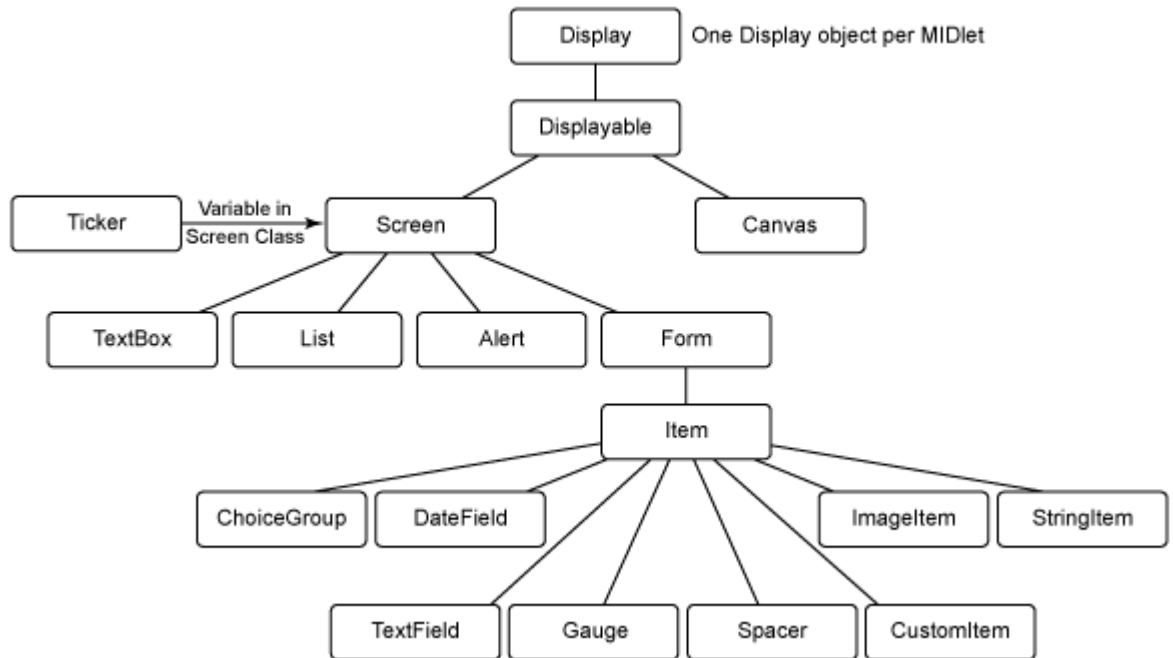 Display
One Display object per MIDlet
Displayable
Ticker
Variable in
Screen Class
Screen
Canvas
TextBox
List
Alert
Form
Item
ChoiceGroup
DateField
ImageItem
StringItem
TextField
Gauge
Spacer
CustomItem